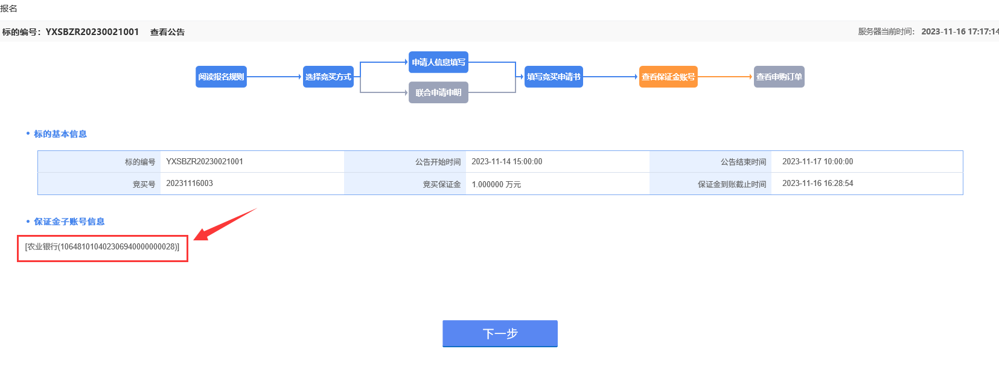 报名
标的编号：YXSBZR20230021001 查看公告 服务器当前时间： 2023-11-16 17:17:14
阅读报名规则
选择竞买方式
申请人信息填写
联合申请申明
填写竞买申请书
查看保证金账号
查看申购订单
标的基本信息
标的编号 YXSBZR20230021001 公告开始时间 2023-11-14 15:00:00 公告结束时间 2023-11-17 10:00:00
竞买号 20231116003 竞买保证金 1.000000 万元 保证金到账截止时间 2023-11-16 16:28:54
保证金子账号信息
[农业银行(106481010402306940000000028)]
下一步